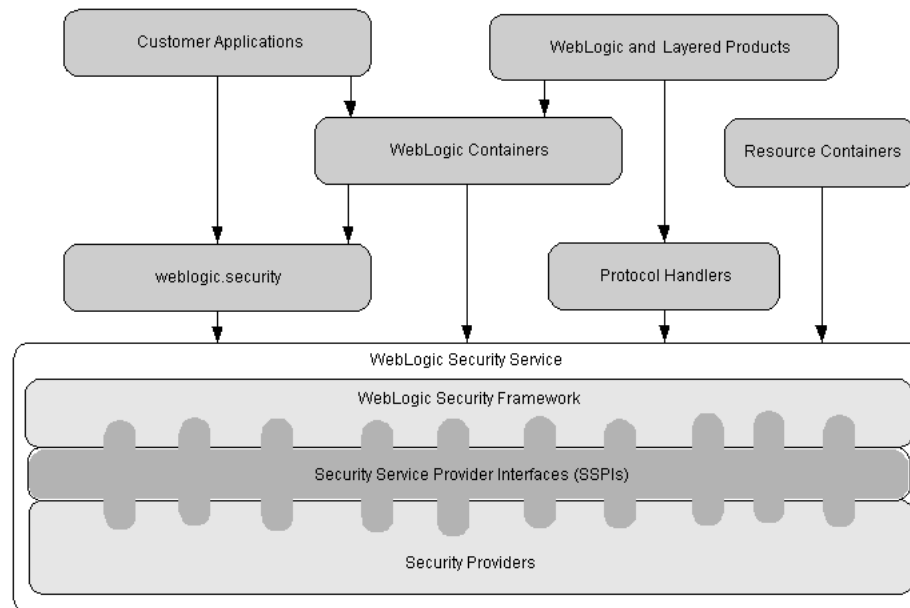 Customer Applications
WebLogic and Layered Products
WebLogic Containers
Resource Containers
weblogic.security
Protocol Handlers
WebLogic Security Service
WebLogic Security Framework
Security Service Provider Interfaces (SSPIs)
Security Providers